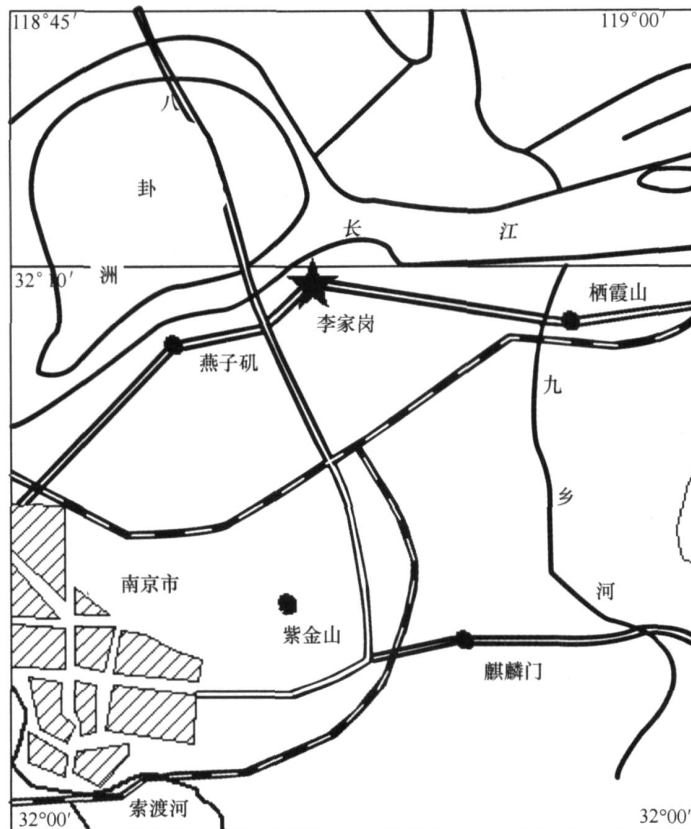 118°45′
119°00′
八
卦
洲
长
江
32°10′
栖霞山
李家岗
燕子矶
九
乡
河
南京市
紫金山
麒麟门
索渡河
32°00′
32°00′